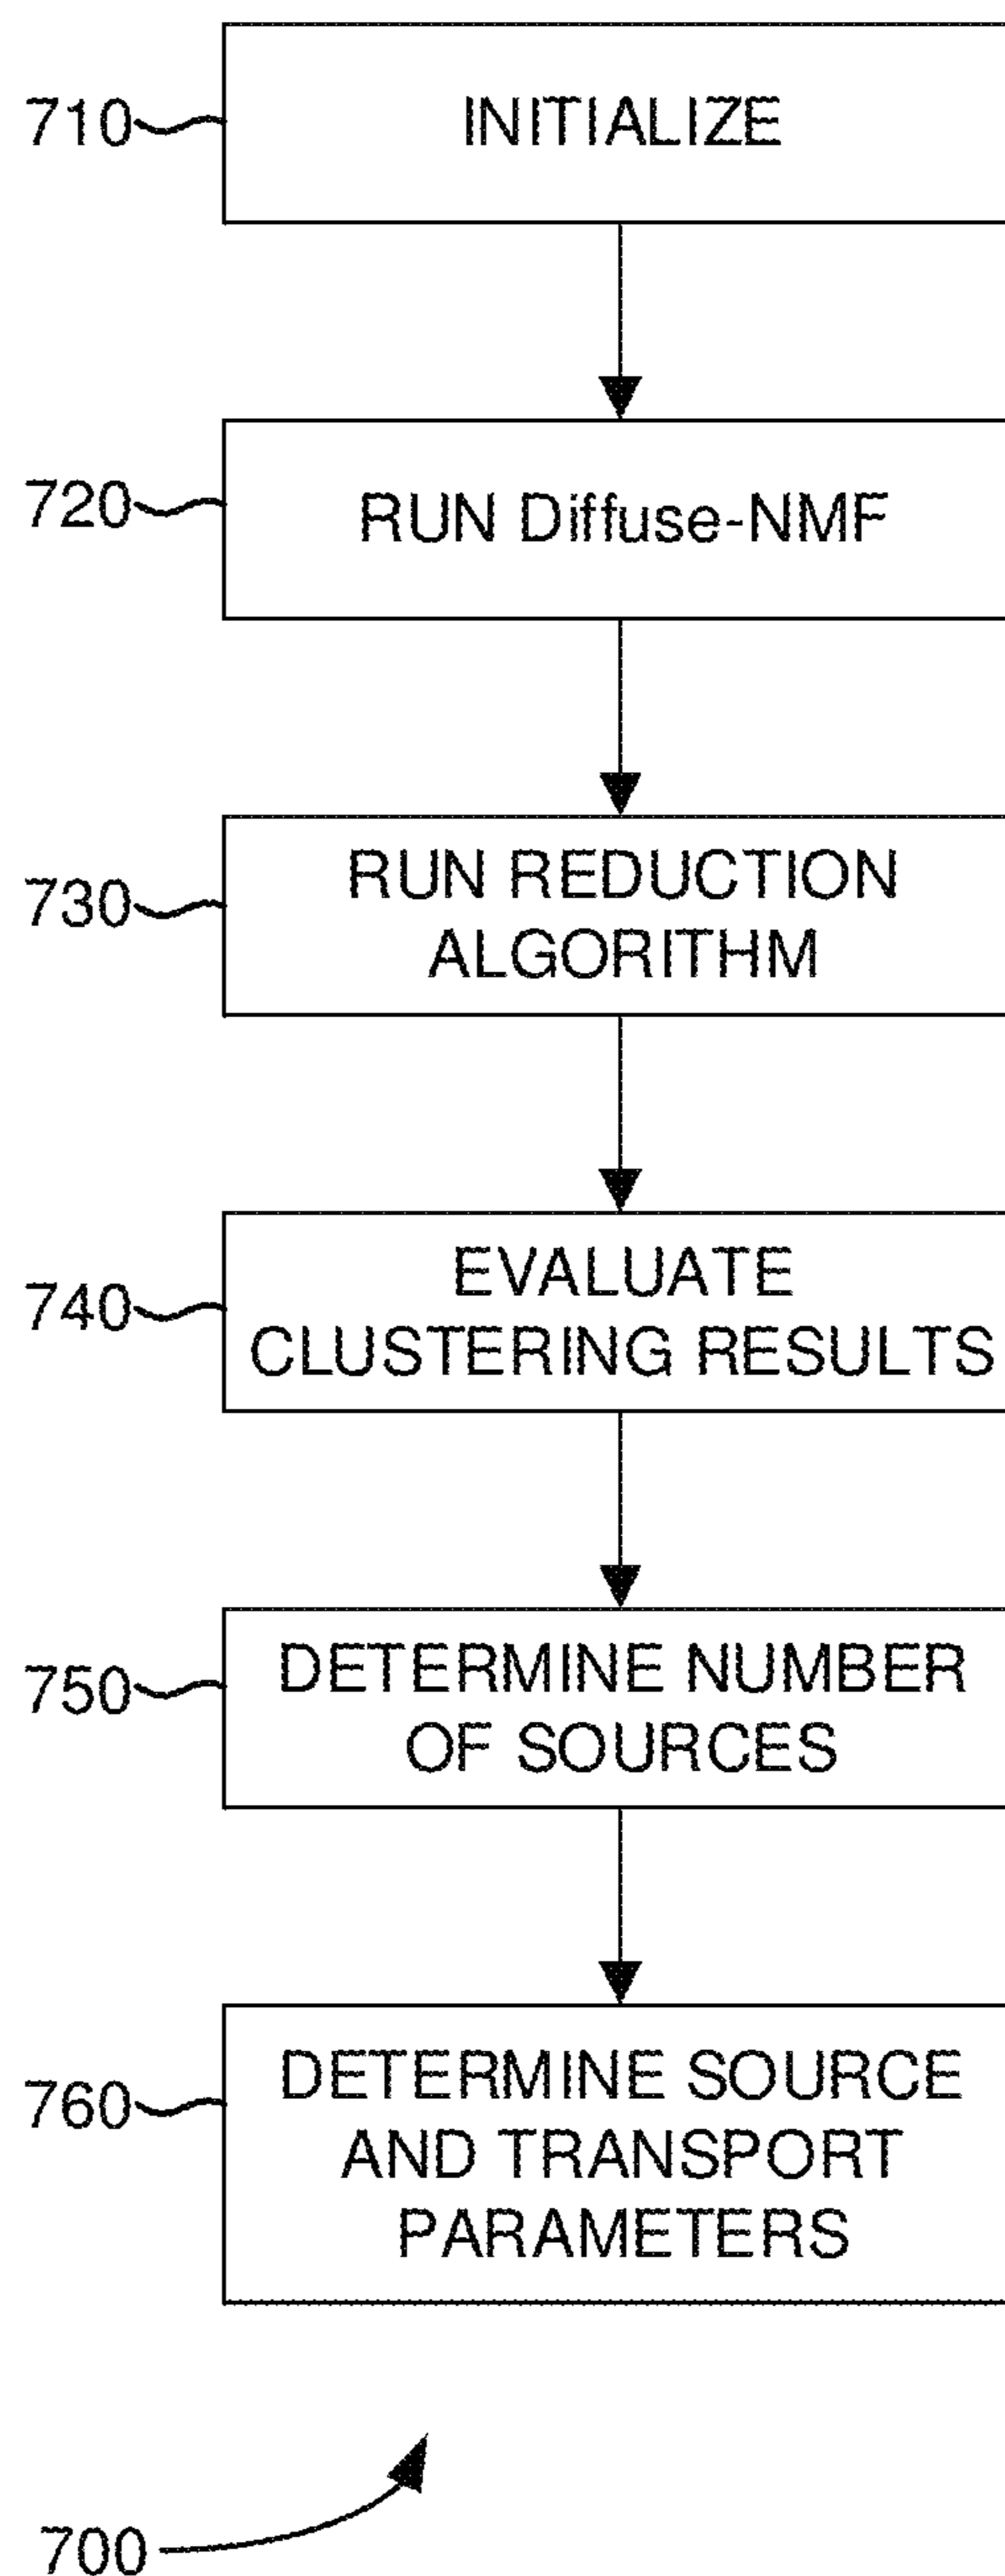 710
INITIALIZE
720
RUN Diffuse-NMF
730
RUN REDUCTION
ALGORITHM
740
EVALUATE
CLUSTERING RESULTS
750
DETERMINE NUMBER
OF SOURCES
760
DETERMINE SOURCE
AND TRANSPORT
PARAMETERS
700